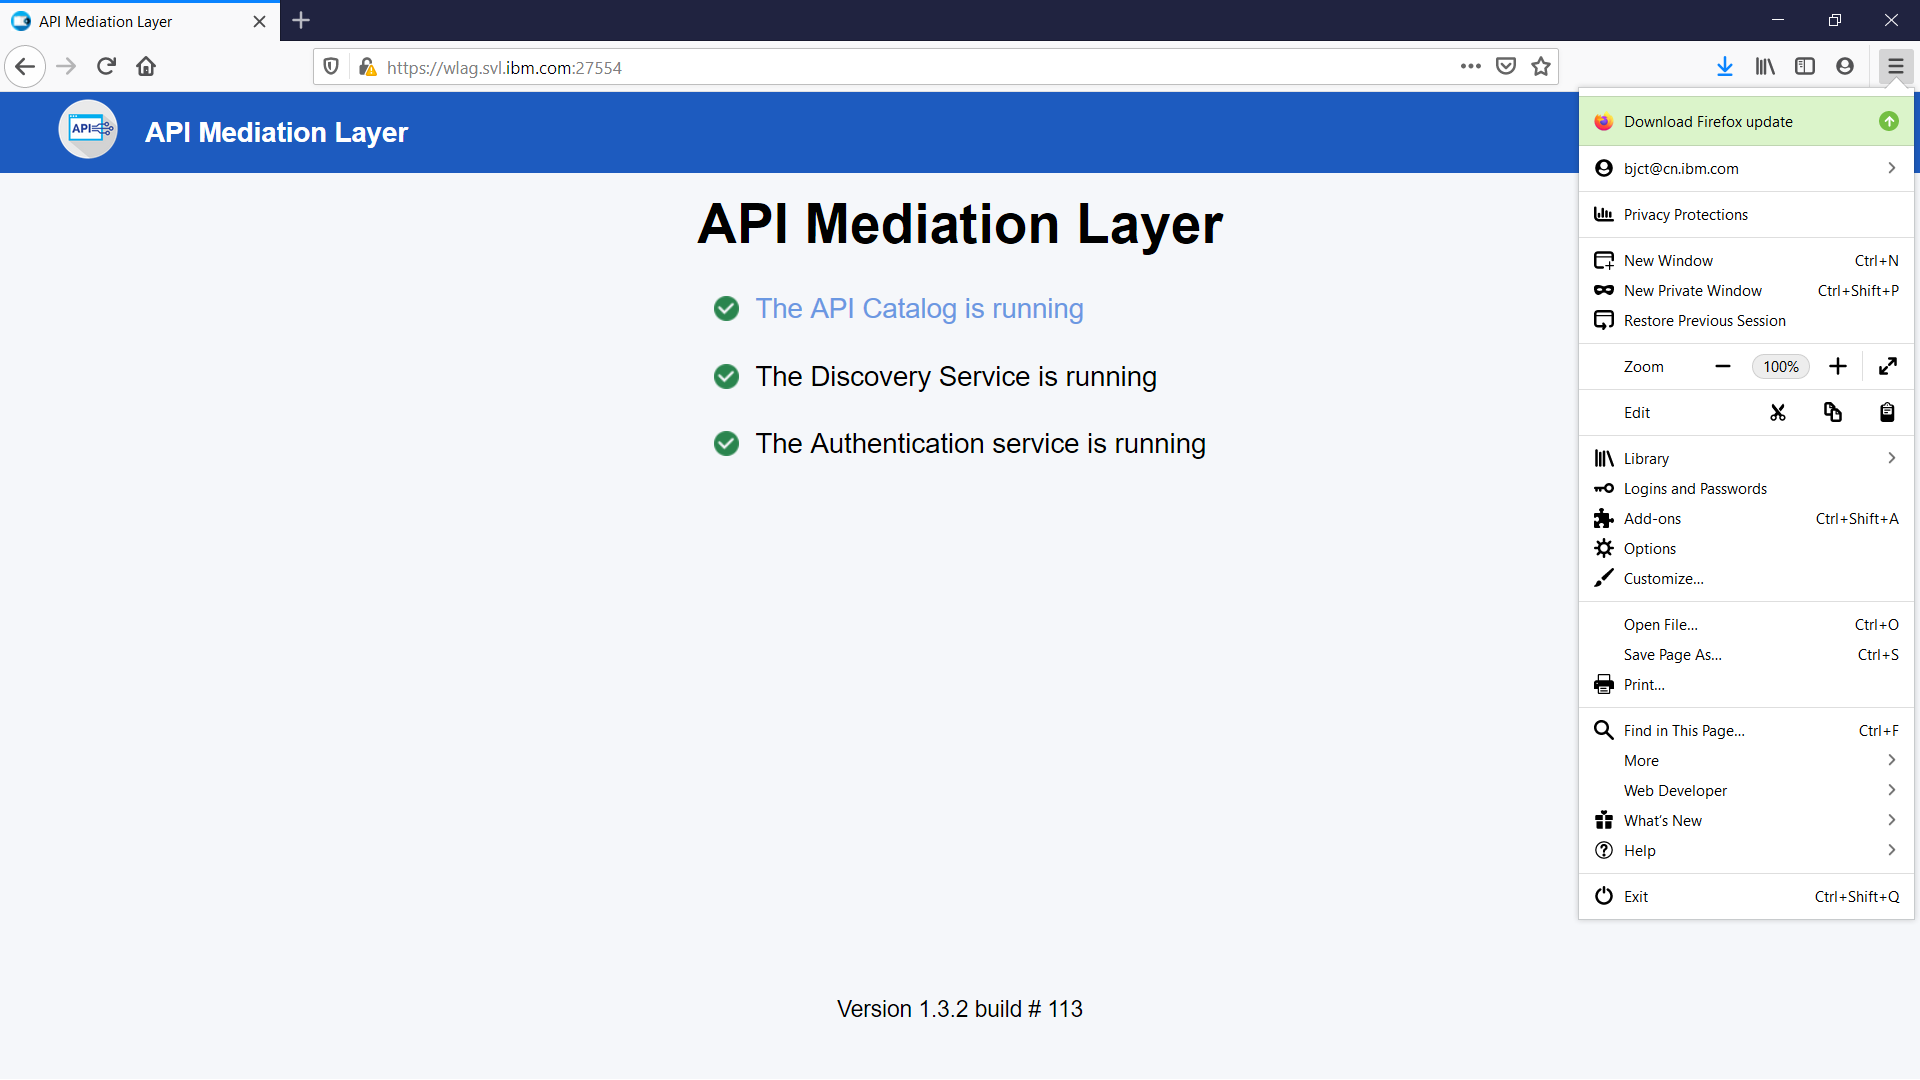 API Mediation Layer
https://wlag.svl.ibm.com:27554
API
API Mediation Layer
API Mediation Layer
The API Catalog is running
The Discovery Service is running
The Authentication service is running
Version 1.3.2 build # 113
Download Firefox update
bjct@cn.ibm.com
Privacy Protections
New Window Ctrl+N
New Private Window Ctrl+Shift+P
Restore Previous Session
Zoom 100%
Edit
Library
Logins and Passwords
Add-ons Ctrl+Shift+A
Options
Customize...
Open File... Ctrl+O
Save Page As... Ctrl+S
Print...
Find in This Page... Ctrl+F
More
Web Developer
What's New
Help
Exit Ctrl+Shift+Q